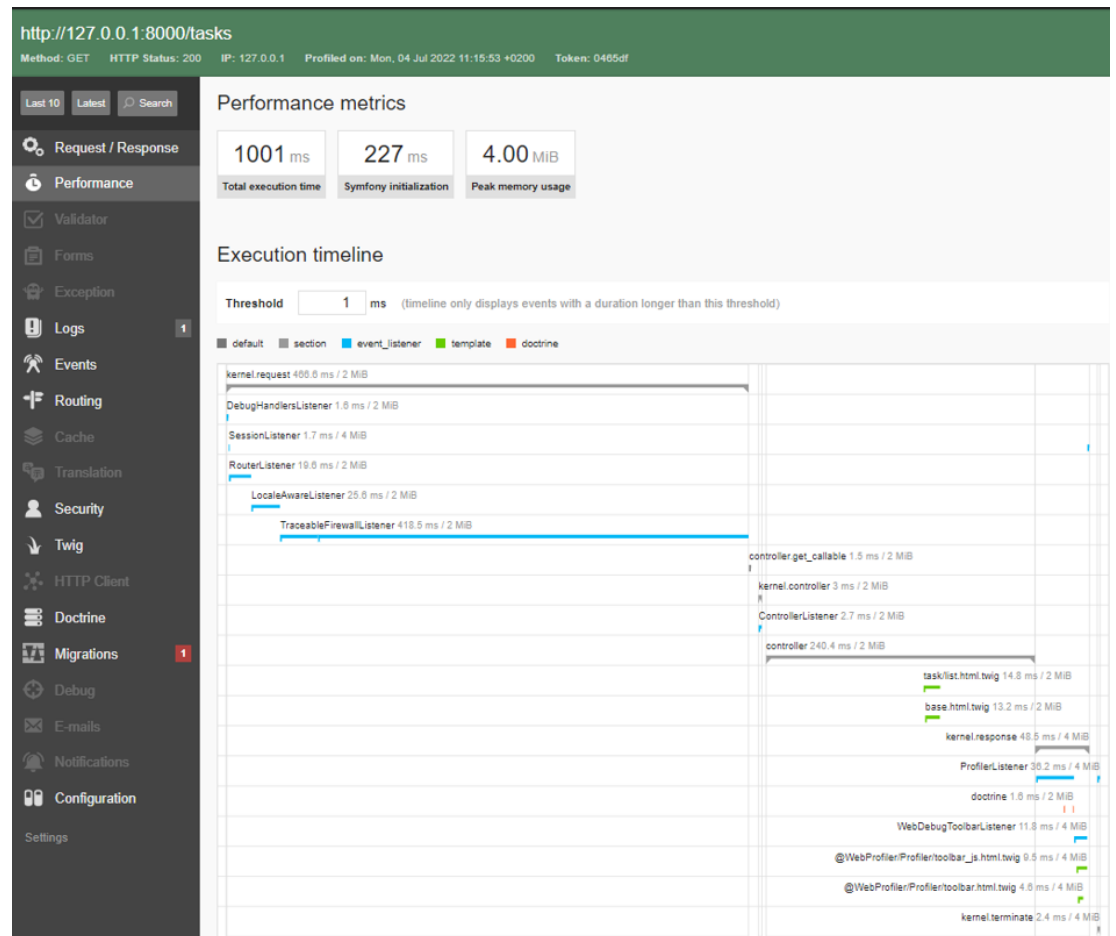 http://127.0.0.1:8000/tasks
Method: GET HTTP Status: 200 IP: 127.0.0.1 Profiled on: Mon, 04 Jul 2022 11:15:53 +0200 Token: 0465df
Last 10 Latest Search
Request / Response
Performance
Validator
Forms
Exception
Logs 1
Events
Routing
Cache
Translation
Security
Twig
HTTP Client
Doctrine
Migrations 1
Debug
E-mails
Notifications
Configuration
Settings
Performance metrics
1001 ms 227 ms 4.00 MiB
Total execution time Symfony initialization Peak memory usage
Execution timeline
Threshold 1 ms (timeline only displays events with a duration longer than this threshold)
default section event_listener template doctrine
kernel.request 466.6 ms / 2 MiB
DebugHandlersListener 1.6 ms / 2 MiB
SessionListener 1.7 ms / 4 MiB
RouterListener 19.6 ms / 2 MiB
LocaleAwareListener 25.6 ms / 2 MiB
TraceableFirewallListener 418.5 ms / 2 MiB
controller.get_callable 1.5 ms / 2 MiB
kernel.controller 3 ms / 2 MiB
ControllerListener 2.7 ms / 2 MiB
controller 240.4 ms / 2 MiB
task/list.html.twig 14.8 ms / 2 MiB
base.html.twig 13.2 ms / 2 MiB
kernel.response 48.5 ms / 4 MiB
ProfilerListener 36.2 ms / 4 MiB
doctrine 1.6 ms / 2 MiB
WebDebugToolbarListener 11.8 ms / 4 MiB
@WebProfiler/Profiler/toolbar_js.html.twig 9.5 ms / 4 MiB
@WebProfiler/Profiler/toolbar.html.twig 4.6 ms / 4 MiB
kernel.terminate 2.4 ms / 4 MiB